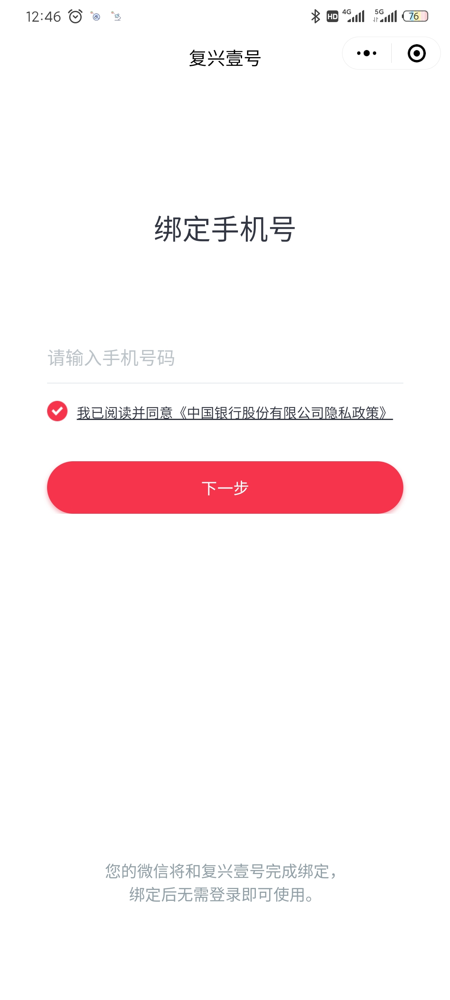 12:46
HD 4G 5G 76
复兴壹号
绑定手机号
请输入手机号码
我已阅读并同意《中国银行股份有限公司隐私政策》
下一步
您的微信将和复兴壹号完成绑定，
绑定后无需登录即可使用。